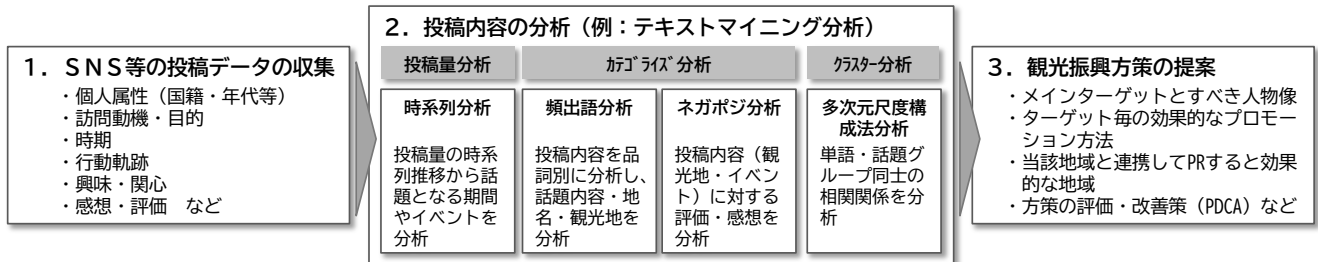 1．ＳＮＳ等の投稿データの収集
・個人属性（国籍・年代等）
・訪問動機・目的
・時期
・行動軌跡
・興味・関心
・感想・評価　など
2．投稿内容の分析（例：テキストマイニング分析）
投稿量分析
ｶﾃｺﾞﾗｲｽﾞ分析
ｸﾗｽﾀｰ分析
時系列分析
投稿量の時系
列推移から話
題となる期間
やイベントを
分析
頻出語分析
投稿内容を品
詞別に分析し、
話題内容・地
名・観光地を
分析
ネガポジ分析
投稿内容（観
光地・イベン
ト）に対する
評価・感想を
分析
多次元尺度構
成法分析
単語・話題グ
ループ同士の
相関関係を分
析
3．観光振興方策の提案
・メインターゲットとすべき人物像
・ターゲット毎の効果的なプロモー
ション方法
・当該地域と連携してPRすると効果
的な地域
・方策の評価・改善策（PDCA）など